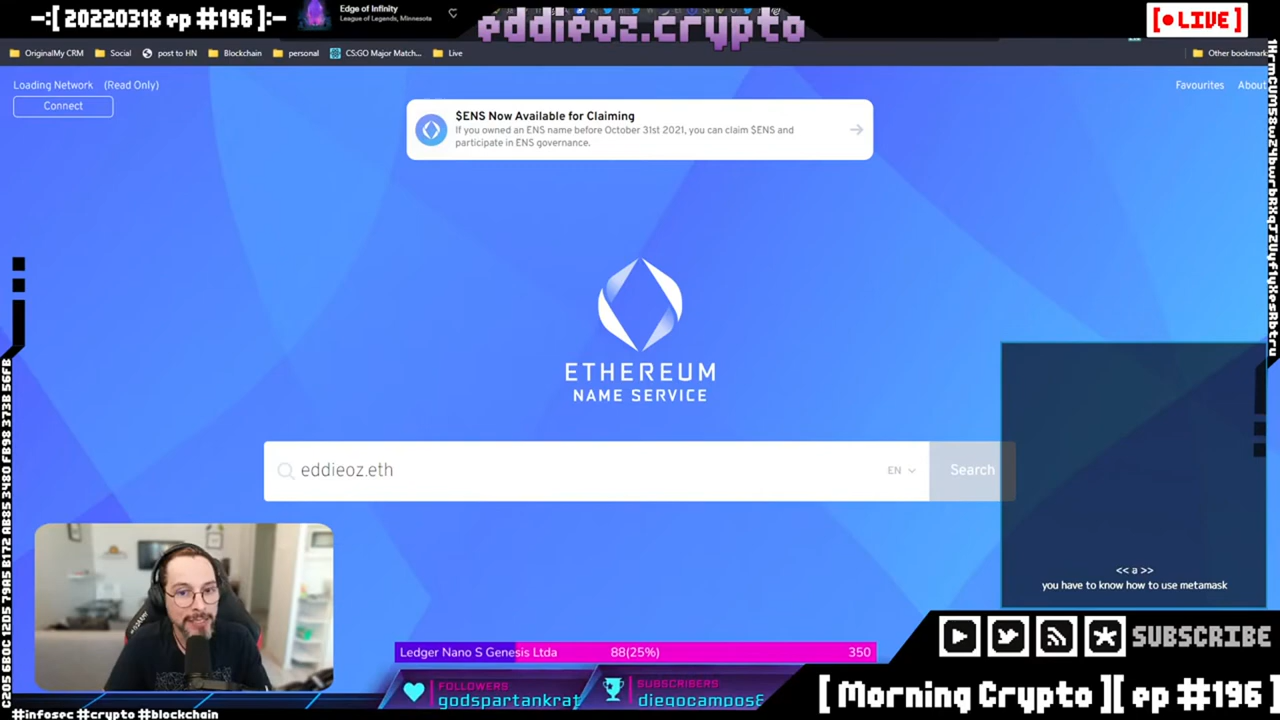 -:[ 20220318 ep #196 ]:-
Edge of Infinity
League of Legends, Minnesota
eddieoz.crypto
[ LIVE ]
OriginalMy CRM
Social
post to HN
Blockchain
personal
CS:GO Major Match...
Live
Other bookmark
Loading Network (Read Only)
Connect
Favourites
About
$ENS Now Available for Claiming
If you owned an ENS name before October 31st 2021, you can claim $ENS and
participate in ENS governance.
ETHEREUM
NAME SERVICE
eddieoz.eth
EN
Search
<< a >>
you have to know how to use metamask
Ledger Nano S Genesis Ltda
88(25%)
350
FOLLOWERS
godspartankrat
SUBSCRIBERS
diegocampos&
SUBSCRIBE
[ Morning Crypto ][ ep #196 ]
#infosec #crypto #blockchain